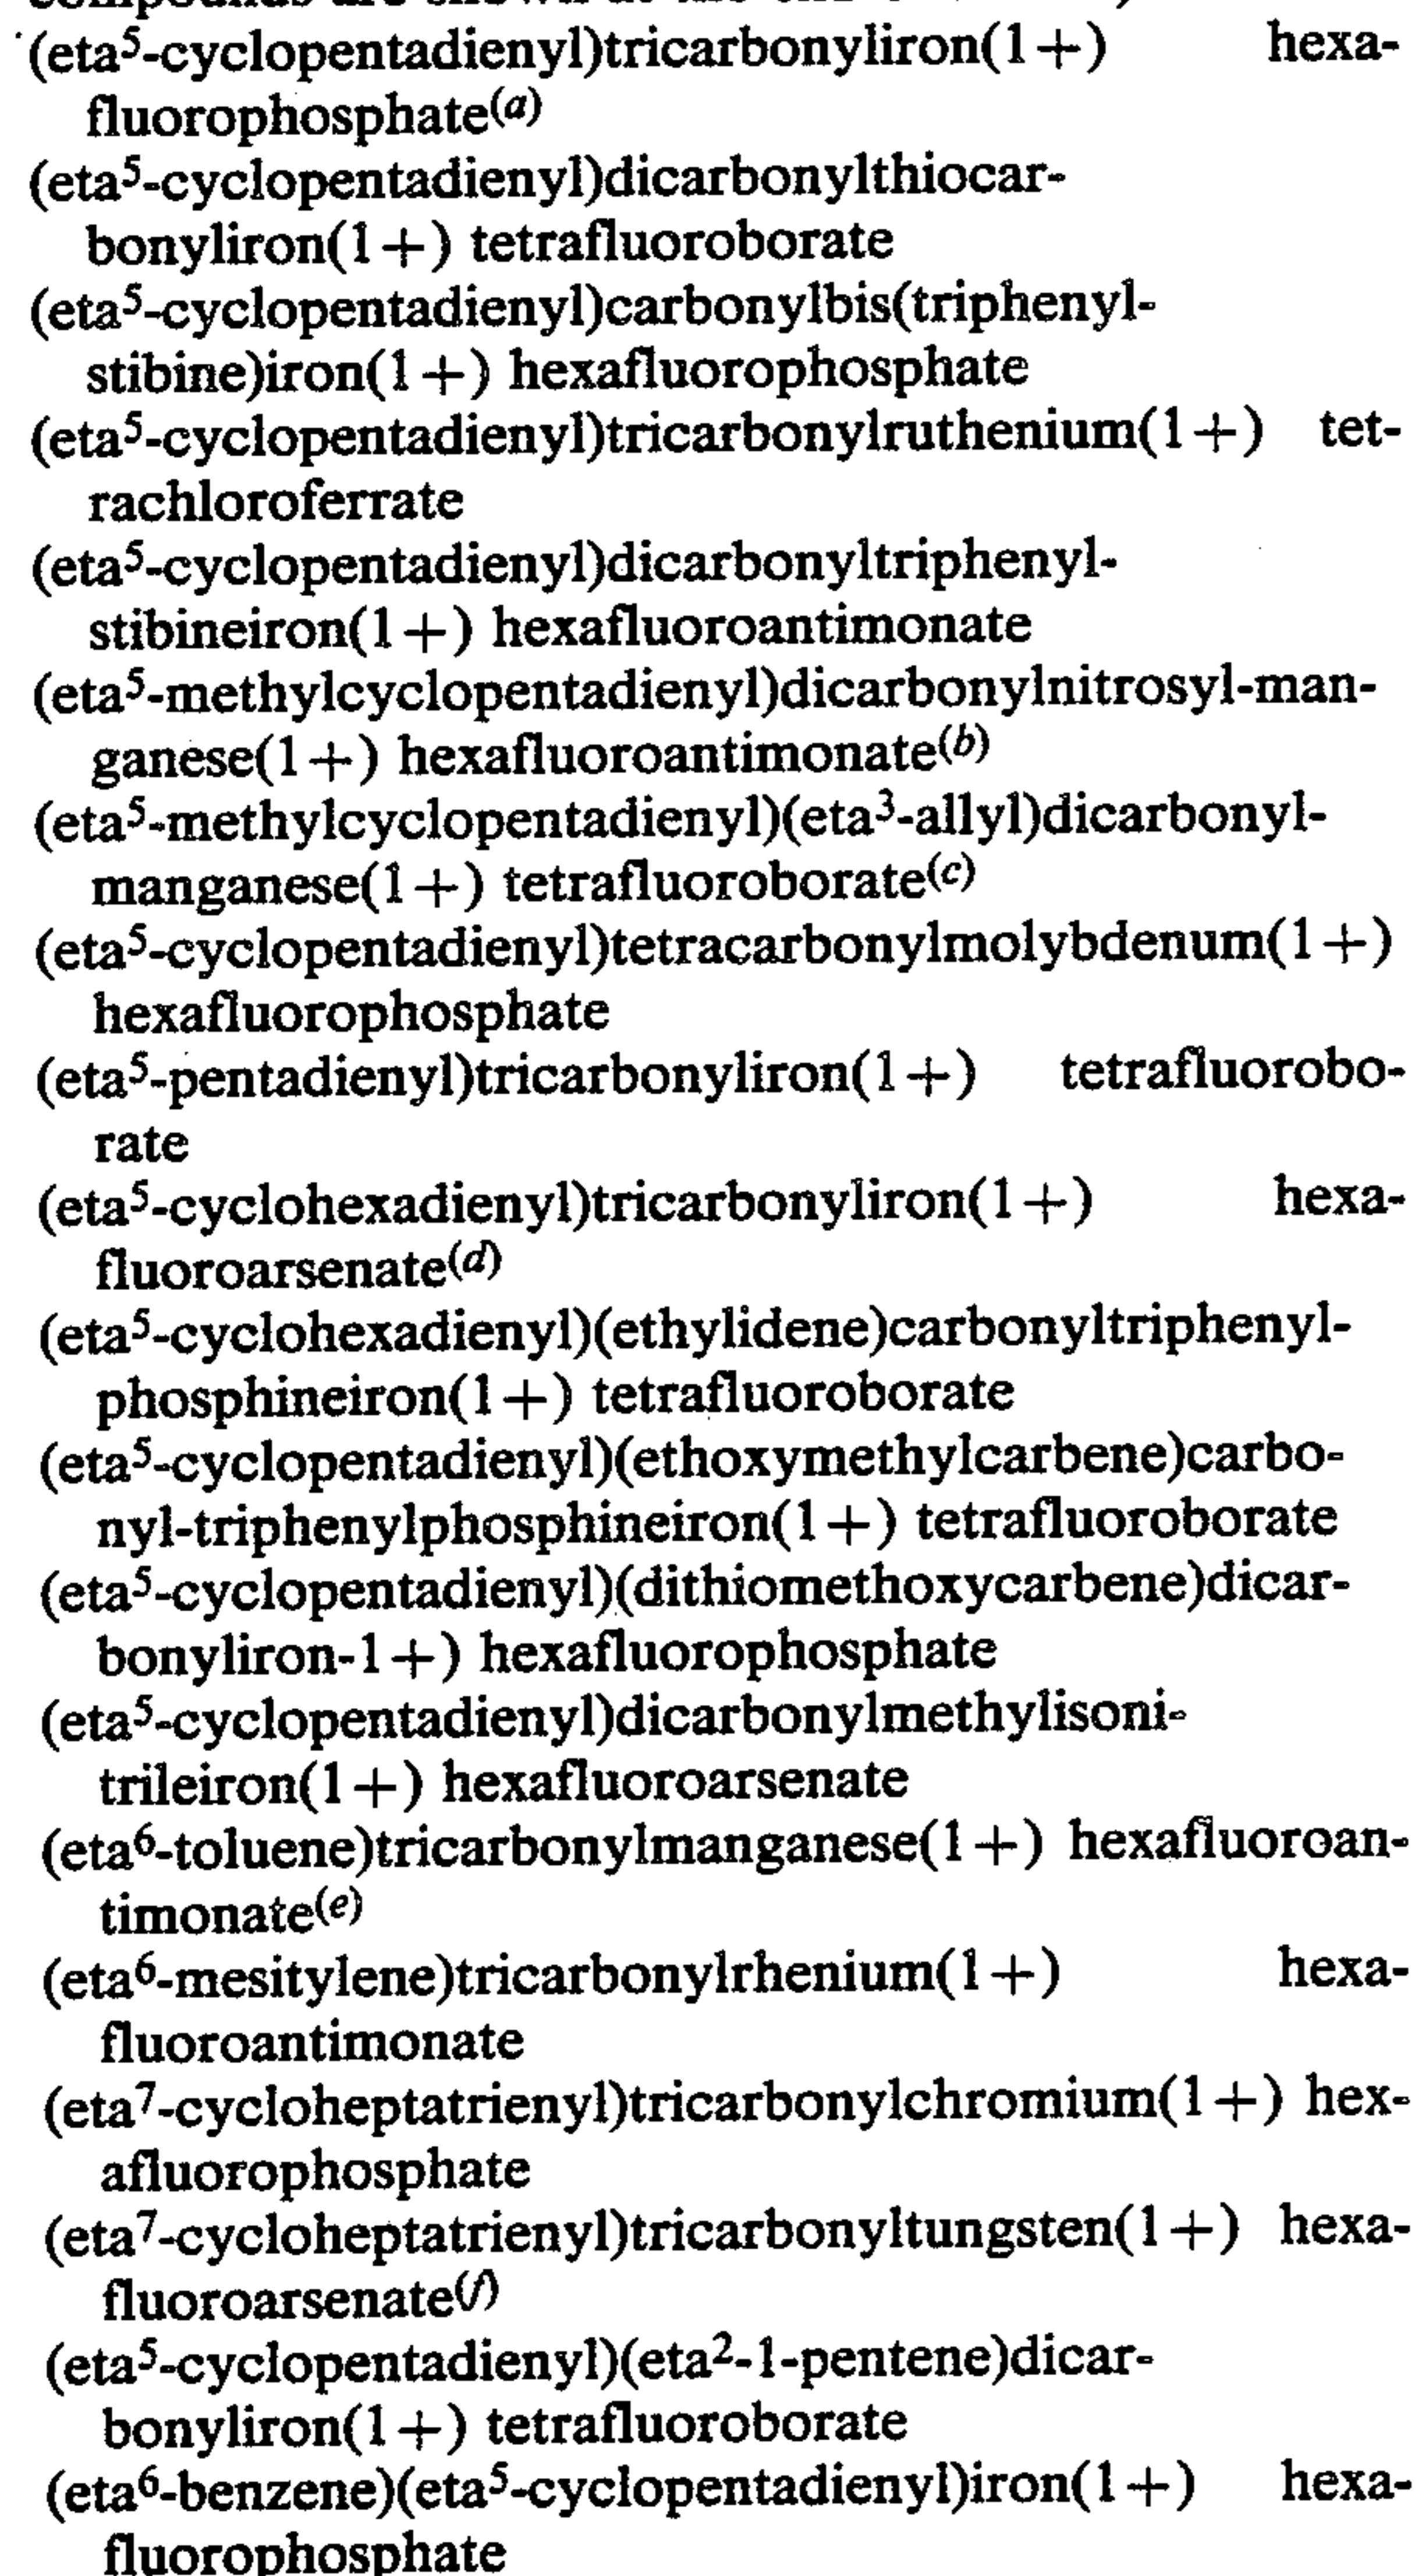 (eta⁵-cyclopentadienyl)tricarbonyliron(1+) hexa-
fluorophosphate⁽ᵃ⁾
(eta⁵-cyclopentadienyl)dicarbonylthiocar-
bonyliron(1+) tetrafluoroborate
(eta⁵-cyclopentadienyl)carbonylbis(triphenyl-
stibine)iron(1+) hexafluorophosphate
(eta⁵-cyclopentadienyl)tricarbonylruthenium(1+) tet-
rachloroferrate
(eta⁵-cyclopentadienyl)dicarbonyltriphenyl-
stibineiron(1+) hexafluoroantimonate
(eta⁵-methylcyclopentadienyl)dicarbonylnitrosyl-man-
ganese(1+) hexafluoroantimonate⁽ᵇ⁾
(eta⁵-methylcyclopentadienyl)(eta³-allyl)dicarbonyl-
manganese(1+) tetrafluoroborate⁽ᶜ⁾
(eta⁵-cyclopentadienyl)tetracarbonylmolybdenum(1+)
hexafluorophosphate
(eta⁵-pentadienyl)tricarbonyliron(1+) tetrafluorobo-
rate
(eta⁵-cyclohexadienyl)tricarbonyliron(1+) hexa-
fluoroarsenate⁽ᵈ⁾
(eta⁵-cyclohexadienyl)(ethylidene)carbonyltriphenyl-
phosphineiron(1+) tetrafluoroborate
(eta⁵-cyclopentadienyl)(ethoxymethylcarbene)carbo-
nyl-triphenylphosphineiron(1+) tetrafluoroborate
(eta⁵-cyclopentadienyl)(dithiomethoxycarbene)dicar-
bonyliron-1+) hexafluorophosphate
(eta⁵-cyclopentadienyl)dicarbonylmethylisoni-
trileiron(1+) hexafluoroarsenate
(eta⁶-toluene)tricarbonylmanganese(1+) hexafluoroan-
timonate⁽ᵉ⁾
(eta⁶-mesitylene)tricarbonylrhenium(1+) hexa-
fluoroantimonate
(eta⁷-cycloheptatrienyl)tricarbonylchromium(1+) hex-
afluorophosphate
(eta⁷-cycloheptatrienyl)tricarbonyltungsten(1+) hexa-
fluoroarsenate⁽ᶠ⁾
(eta⁵-cyclopentadienyl)(eta²-1-pentene)dicar-
bonyliron(1+) tetrafluoroborate
(eta⁶-benzene)(eta⁵-cyclopentadienyl)iron(1+) hexa-
fluorophosphate